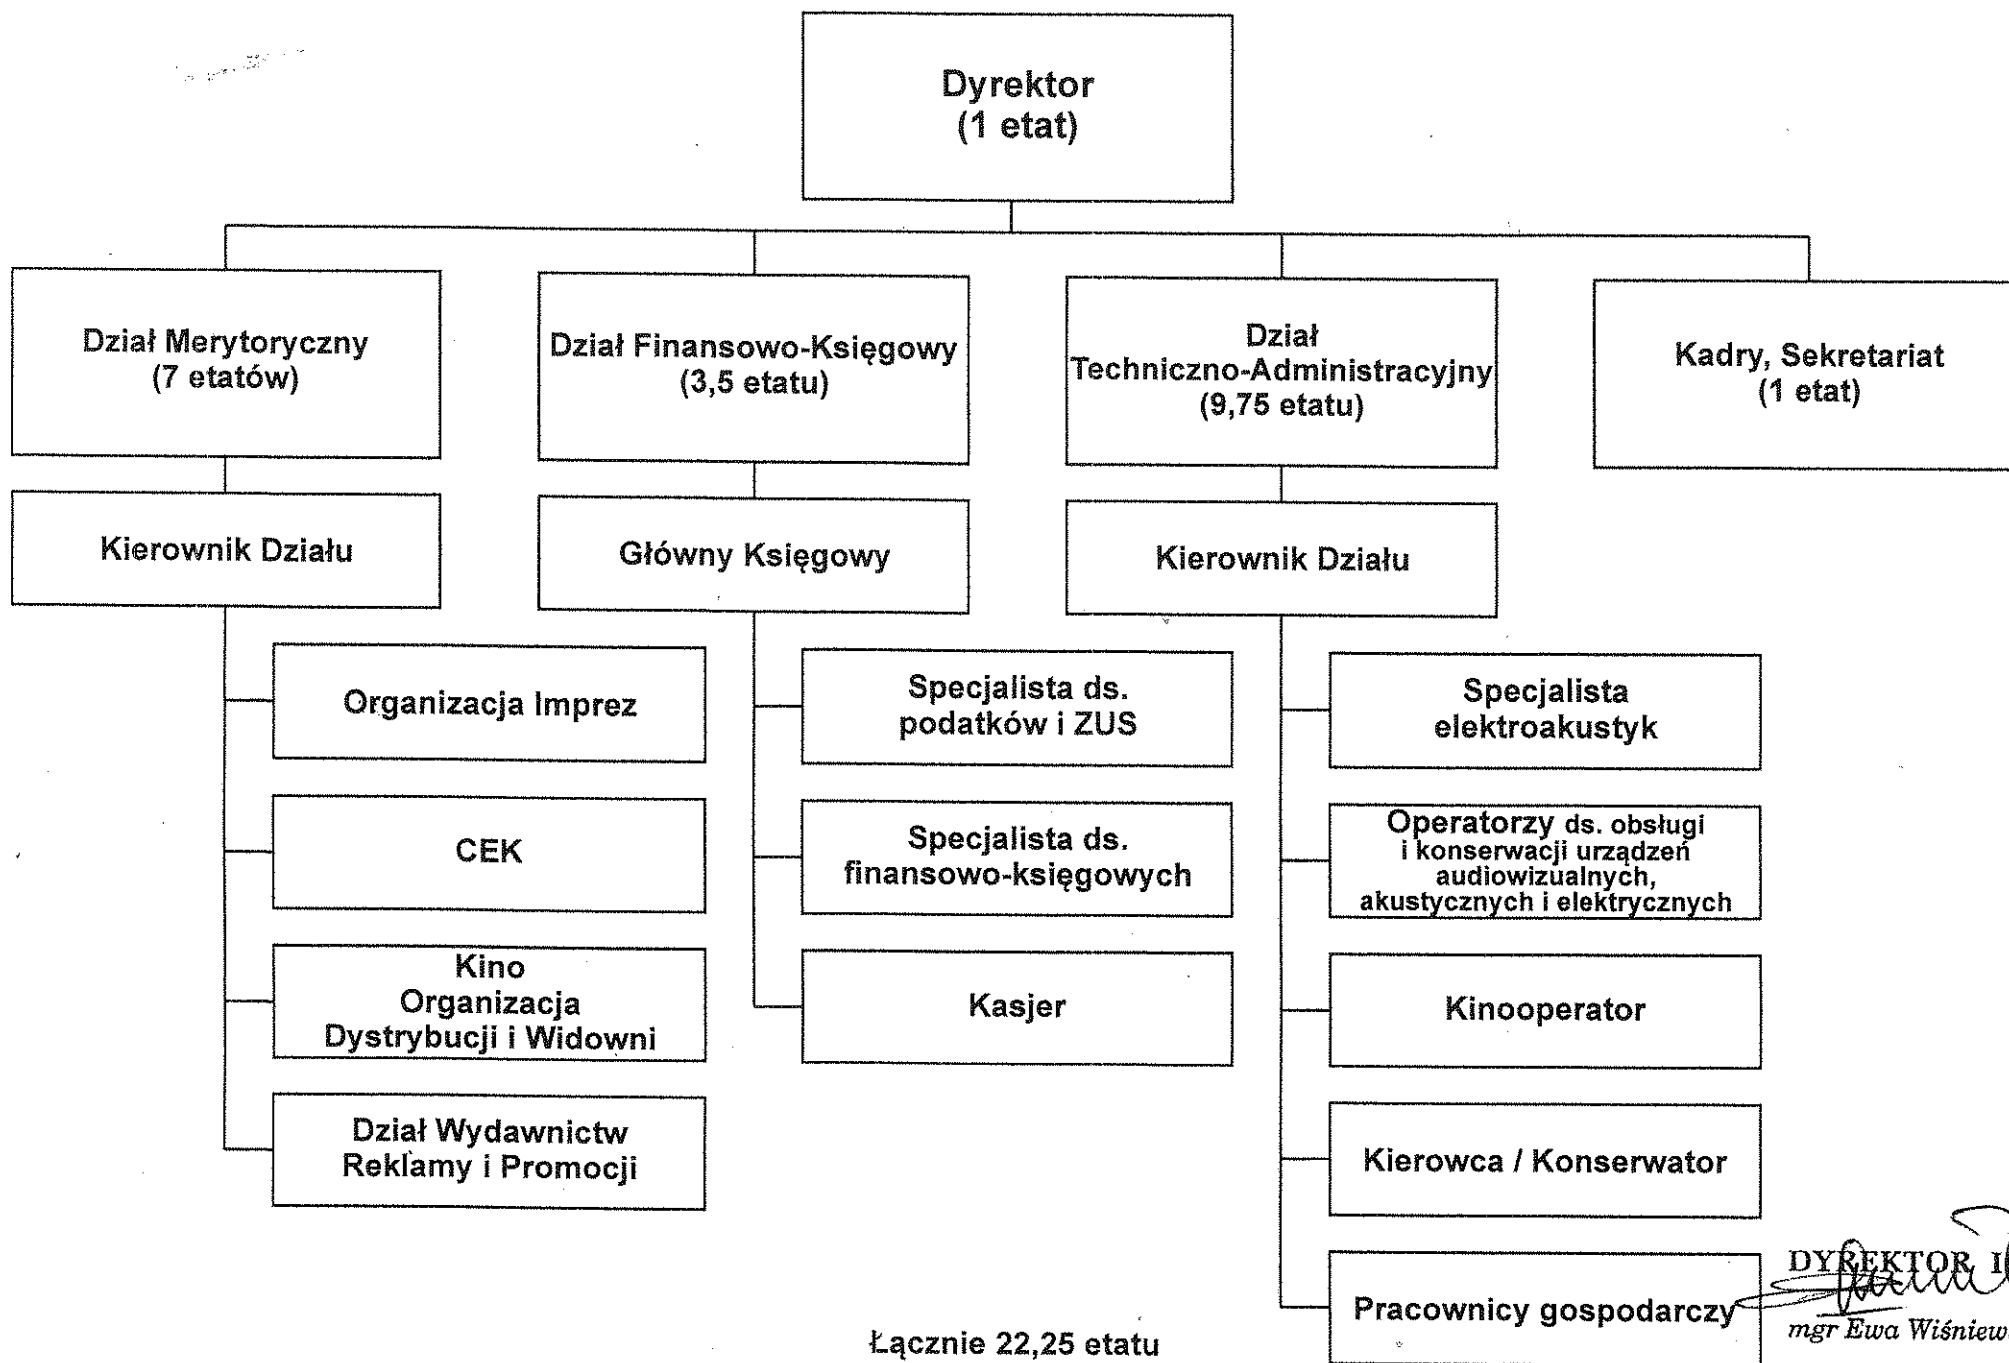 Dyrektor
(1 etat)
Dział Merytoryczny
(7 etatów)
Dział Finansowo-Księgowy
(3,5 etatu)
Dział
Techniczno-Administracyjny
(9,75 etatu)
Kadry, Sekretariat
(1 etat)
Kierownik Działu
Główny Księgowy
Kierownik Działu
Organizacja Imprez
CEK
Kino
Organizacja
Dystrybucji i Widowni
Dział Wydawnictw
Reklamy i Promocji
Specjalista ds.
podatków i ZUS
Specjalista ds.
finansowo-księgowych
Kasjer
Specjalista
elektroakustyk
Operatorzy ds. obsługi
i konserwacji urządzeń
audiowizualnych,
akustycznych i elektrycznych
Kinooperator
Kierowca / Konserwator
Pracownicy gospodarczy
Łącznie 22,25 etatu
DYREKTOR
mgr Ewa